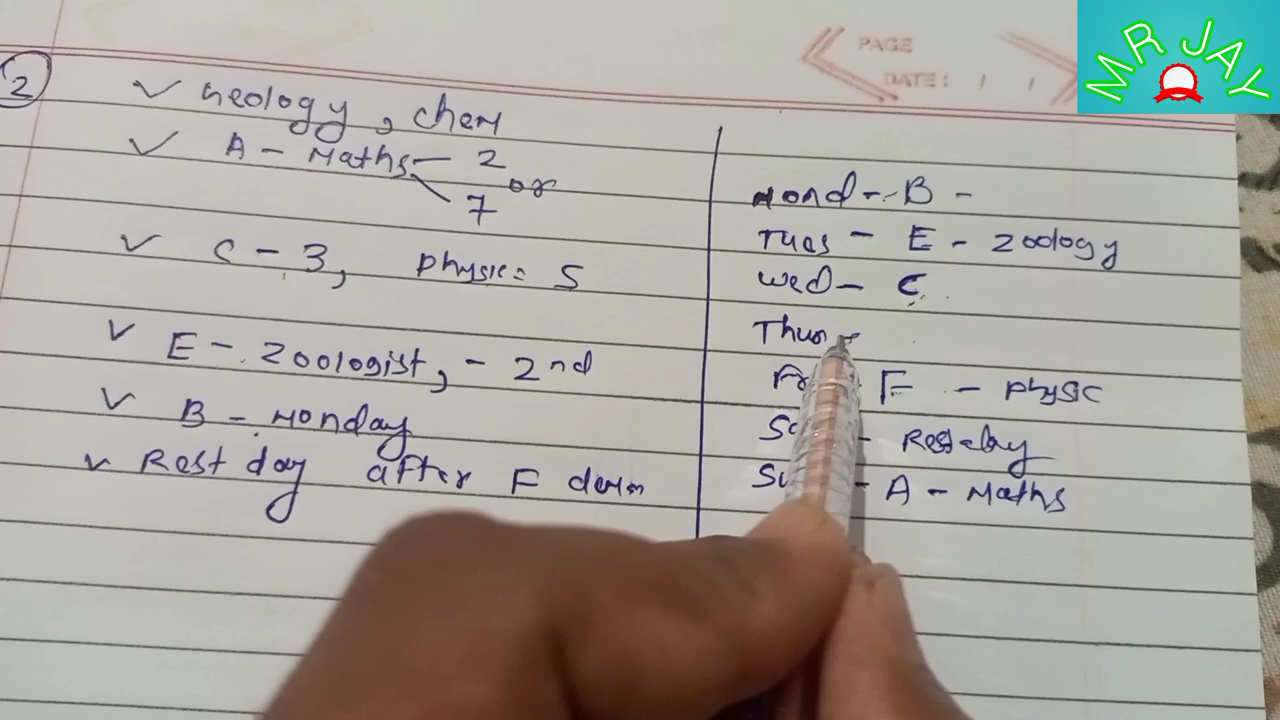 MR JAY
PAGE
DATE: / /
2
✓ Geology, chem
✓ A - Maths - 2
or
7
✓ C - 3, physic = 5
✓ E - Zoologist, - 2nd
✓ B - Monday
✓ Rest day after F dem
Mond - B -
Tues - E - Zoology
Wed - C
Thur -
F - physic
- Restday
- A - Maths